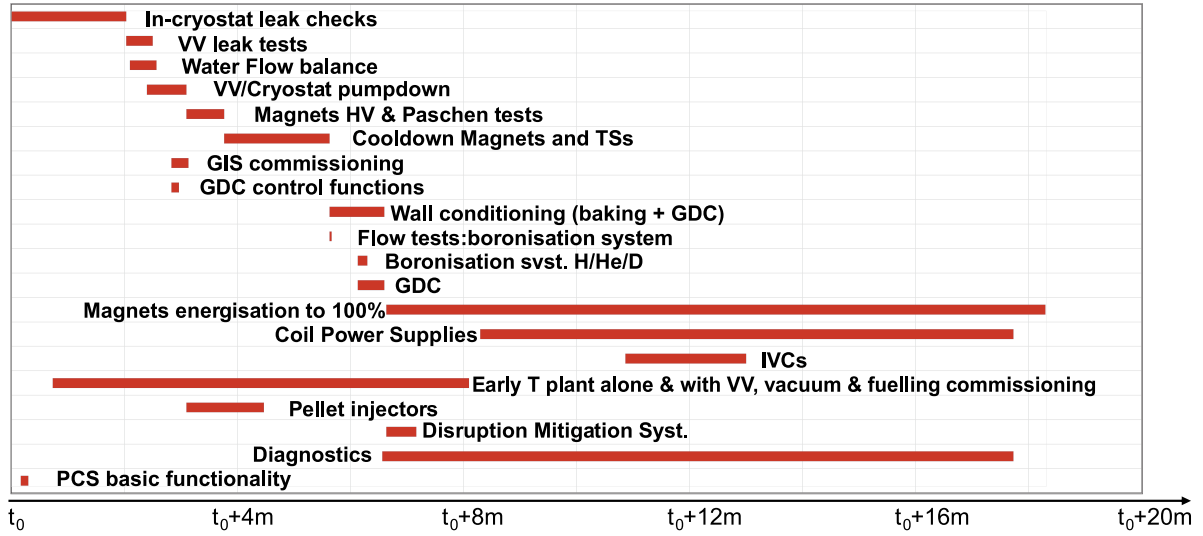 In-cryostat leak checks
VV leak tests
Water Flow balance
VV/Cryostat pumpdown
Magnets HV & Paschen tests
Cooldown Magnets and TSs
GIS commissioning
GDC control functions
Wall conditioning (baking + GDC)
Flow tests:boronisation system
Boronisation svst. H/He/D
GDC
Magnets energisation to 100%
Coil Power Supplies
IVCs
Early T plant alone & with VV, vacuum & fuelling commissioning
Pellet injectors
Disruption Mitigation Syst.
Diagnostics
PCS basic functionality
t₀ t₀+4m t₀+8m t₀+12m t₀+16m t₀+20m